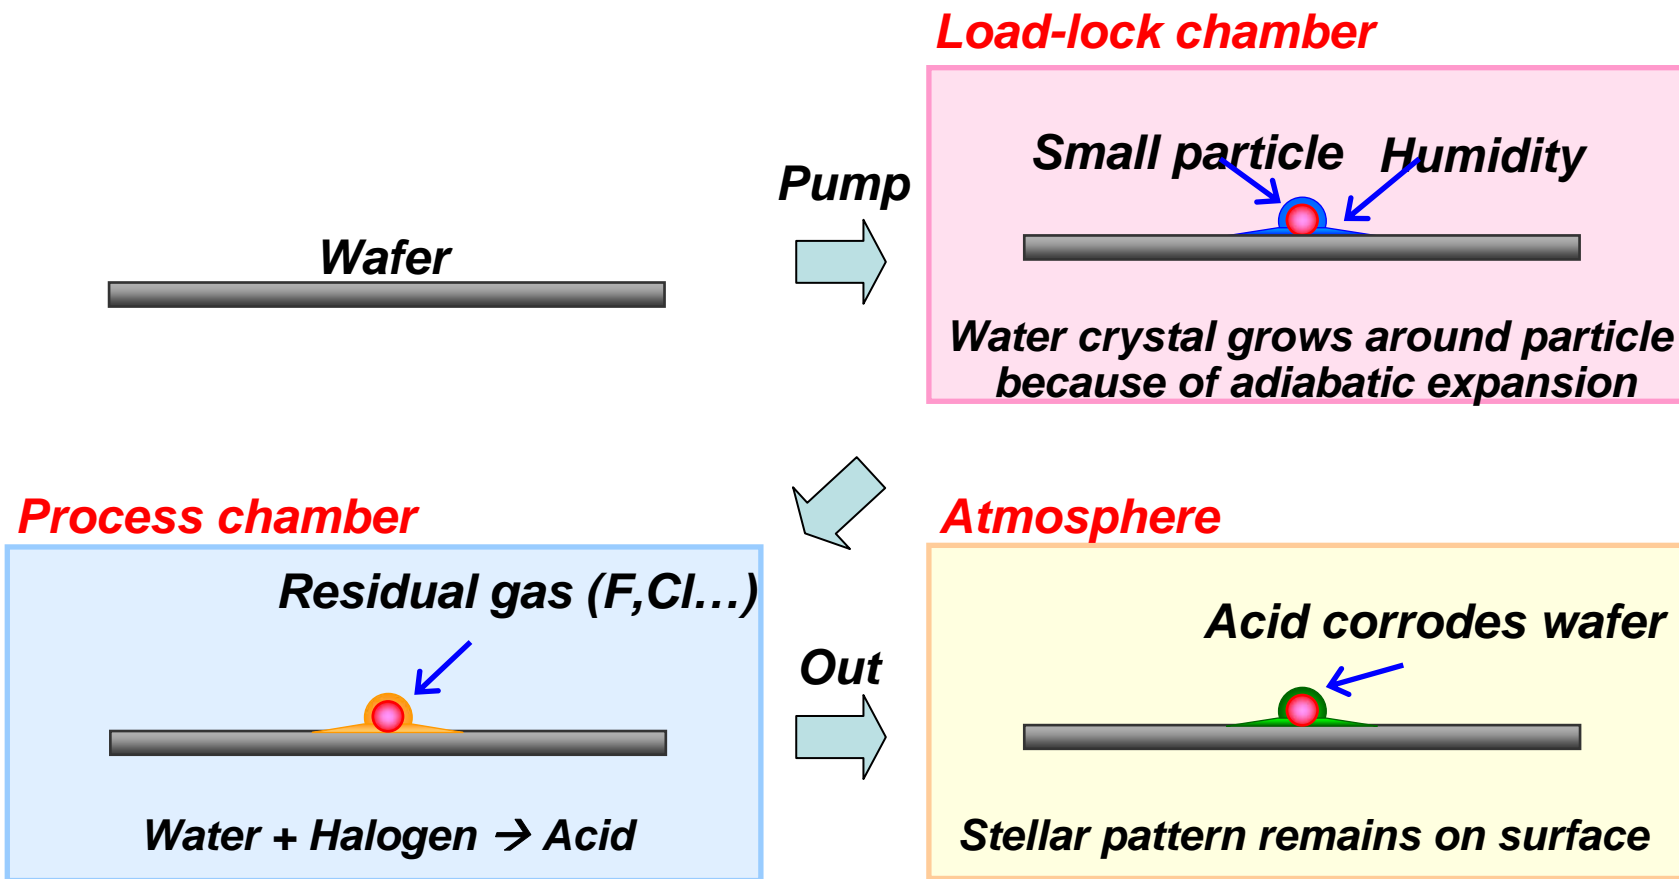 Wafer
Pump
Load-lock chamber
Small particle Humidity
Water crystal grows around particle
because of adiabatic expansion
Process chamber
Residual gas (F,Cl…)
Water + Halogen → Acid
Out
Atmosphere
Acid corrodes wafer
Stellar pattern remains on surface